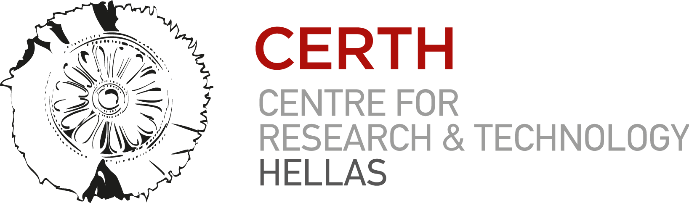 CERTH
CENTRE FOR
RESEARCH & TECHNOLOGY
HELLAS